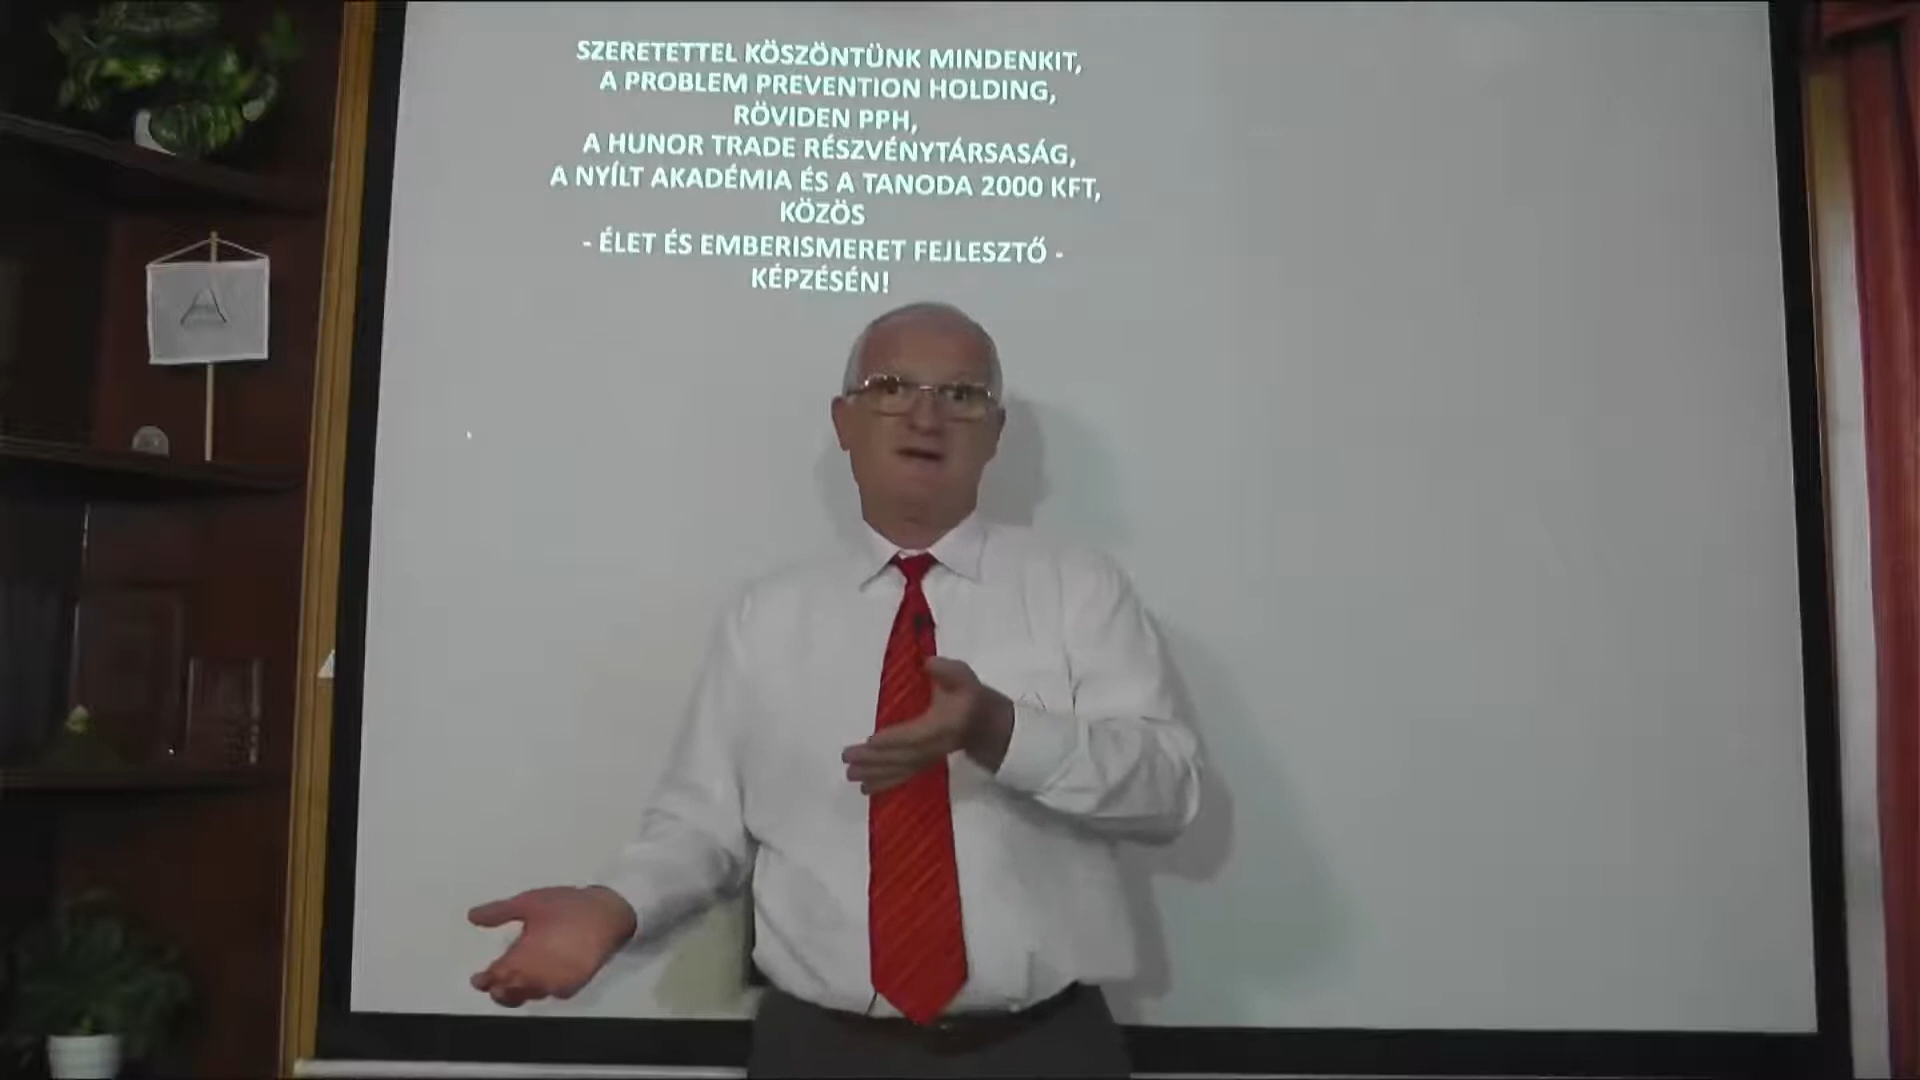 SZERETETTEL KÖSZÖNTÜNK MINDENKIT,
A PROBLEM PREVENTION HOLDING,
RÖVIDEN PPH,
A HUNOR TRADE RÉSZVÉNYTÁRSASÁG,
A NYÍLT AKADÉMIA ÉS A TANODA 2000 KFT,
KÖZÖS
- ÉLET ÉS EMBERISMERET FEJLESZTŐ -
KÉPZÉSÉN!